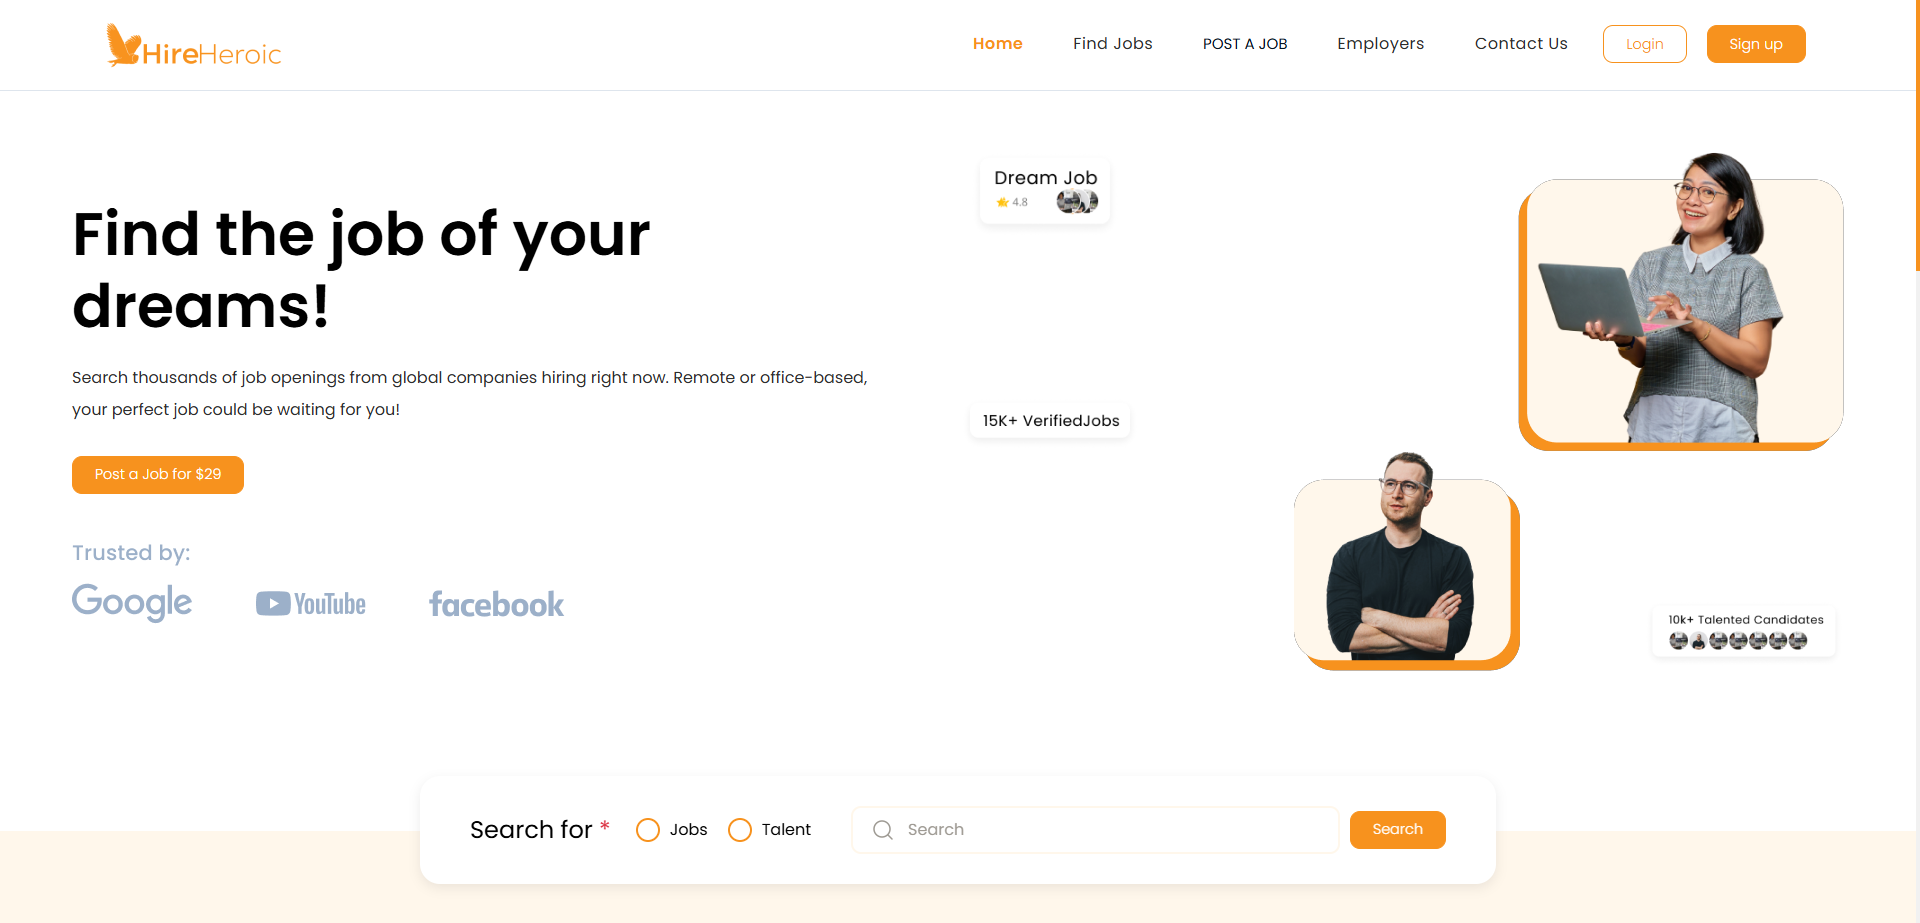 HireHeroic
Home
Find Jobs
POST A JOB
Employers
Contact Us
Login
Sign up
Find the job of your
dreams!
Search thousands of job openings from global companies hiring right now. Remote or office-based,
your perfect job could be waiting for you!
Post a Job for $29
Trusted by:
Google
YouTube
facebook
Dream Job
4.8
15K+ VerifiedJobs
10k+ Talented Candidates
Search for *
Jobs
Talent
Search
Search